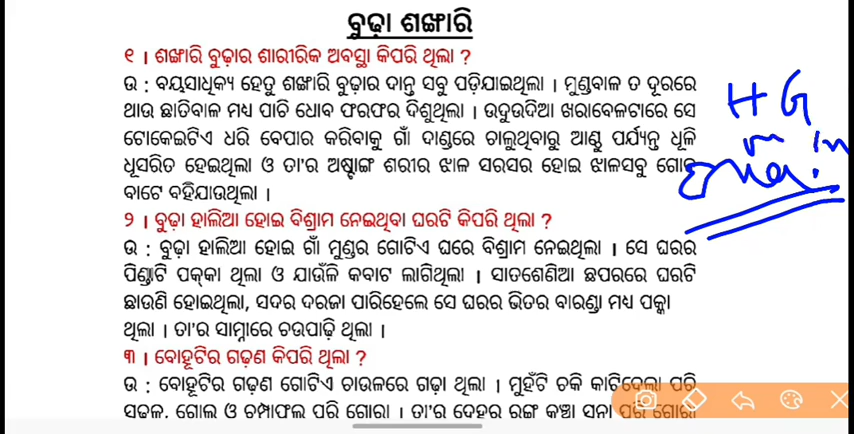 ବୁଢ଼ା ଶଙ୍ଖାରି
୧ । ଶଙ୍ଖାରି ବୁଢ଼ାର ଶାରୀରିକ ଅବସ୍ଥା କିପରି ଥିଲା ?
ଉ : ବୟସାଧିକ୍ୟ ହେତୁ ଶଙ୍ଖାରି ବୁଢ଼ାର ଦାନ୍ତ ସବୁ ପଡ଼ିଯାଇଥିଲା । ମୁଣ୍ଡବାଳ ତ ଦୂରରେ
ଥାଉ ଛାତିବାଳ ମଧ୍ୟ ପାଚି ଧୋବ ଫରଫର ଦିଶୁଥିଲା । ଉଦୁଉଦିଆ ଖରାବେଳଟାରେ ସେ
ଟୋକେଇଟିଏ ଧରି ବେପାର କରିବାକୁ ଗାଁ ଦାଣ୍ଡରେ ଚାଲୁଥିବାରୁ ଆଣ୍ଠୁ ପର୍ଯ୍ୟନ୍ତ ଧୂଳି
ଧୂସରିତ ହେଇଥିଲା ଓ ତା'ର ଅଷ୍ଟାଙ୍ଗ ଶରୀର ଝାଳ ସରସର ହୋଇ ଝାଳସବୁ ଗୋଡ
ବାଟେ ବହିଯାଉଥିଲା ।
୨ । ବୁଢ଼ା ହାଲିଆ ହୋଇ ବିଶ୍ରାମ ନେଇଥିବା ଘରଟି କିପରି ଥିଲା ?
ଉ : ବୁଢ଼ା ହାଲିଆ ହୋଇ ଗାଁ ମୁଣ୍ଡର ଗୋଟିଏ ଘରେ ବିଶ୍ରାମ ନେଇଥିଲା । ସେ ଘରର
ପିଣ୍ଡାଟି ପକ୍‌କା ଥିଲା ଓ ଯାଉଁଳି କବାଟ ଲାଗିଥିଲା । ସାତଶେଣିଆ ଛପରରେ ଘରଟି
ଛାଉଣି ହୋଇଥିଲା, ସଦର ଦରଜା ପାରିହେଲେ ସେ ଘରର ଭିତର ବାରଣ୍ଡା ମଧ୍ୟ ପକ୍କା
ଥିଲା । ତା'ର ସାମ୍ନାରେ ଚଉପାଢ଼ି ଥିଲା ।
୩ । ବୋହୂଟିର ଗଢ଼ଣ କିପରି ଥିଲା ?
ଉ : ବୋହୂଟିର ଗଢ଼ଣ ଗୋଟିଏ ଚାଉଳରେ ଗଢ଼ା ଥିଲା । ମୁହଁଟି ଚକି କାଟିଦେଲା ପରି
ସଢଳ, ଗୋଲ ଓ ଚମ୍ପାଫୁଲ ପରି ଗୋରା । ତା'ର ଦେହର ରଙ୍ଗ କଞ୍ଚା ସୁନା ପରି ଗୋରା
H G